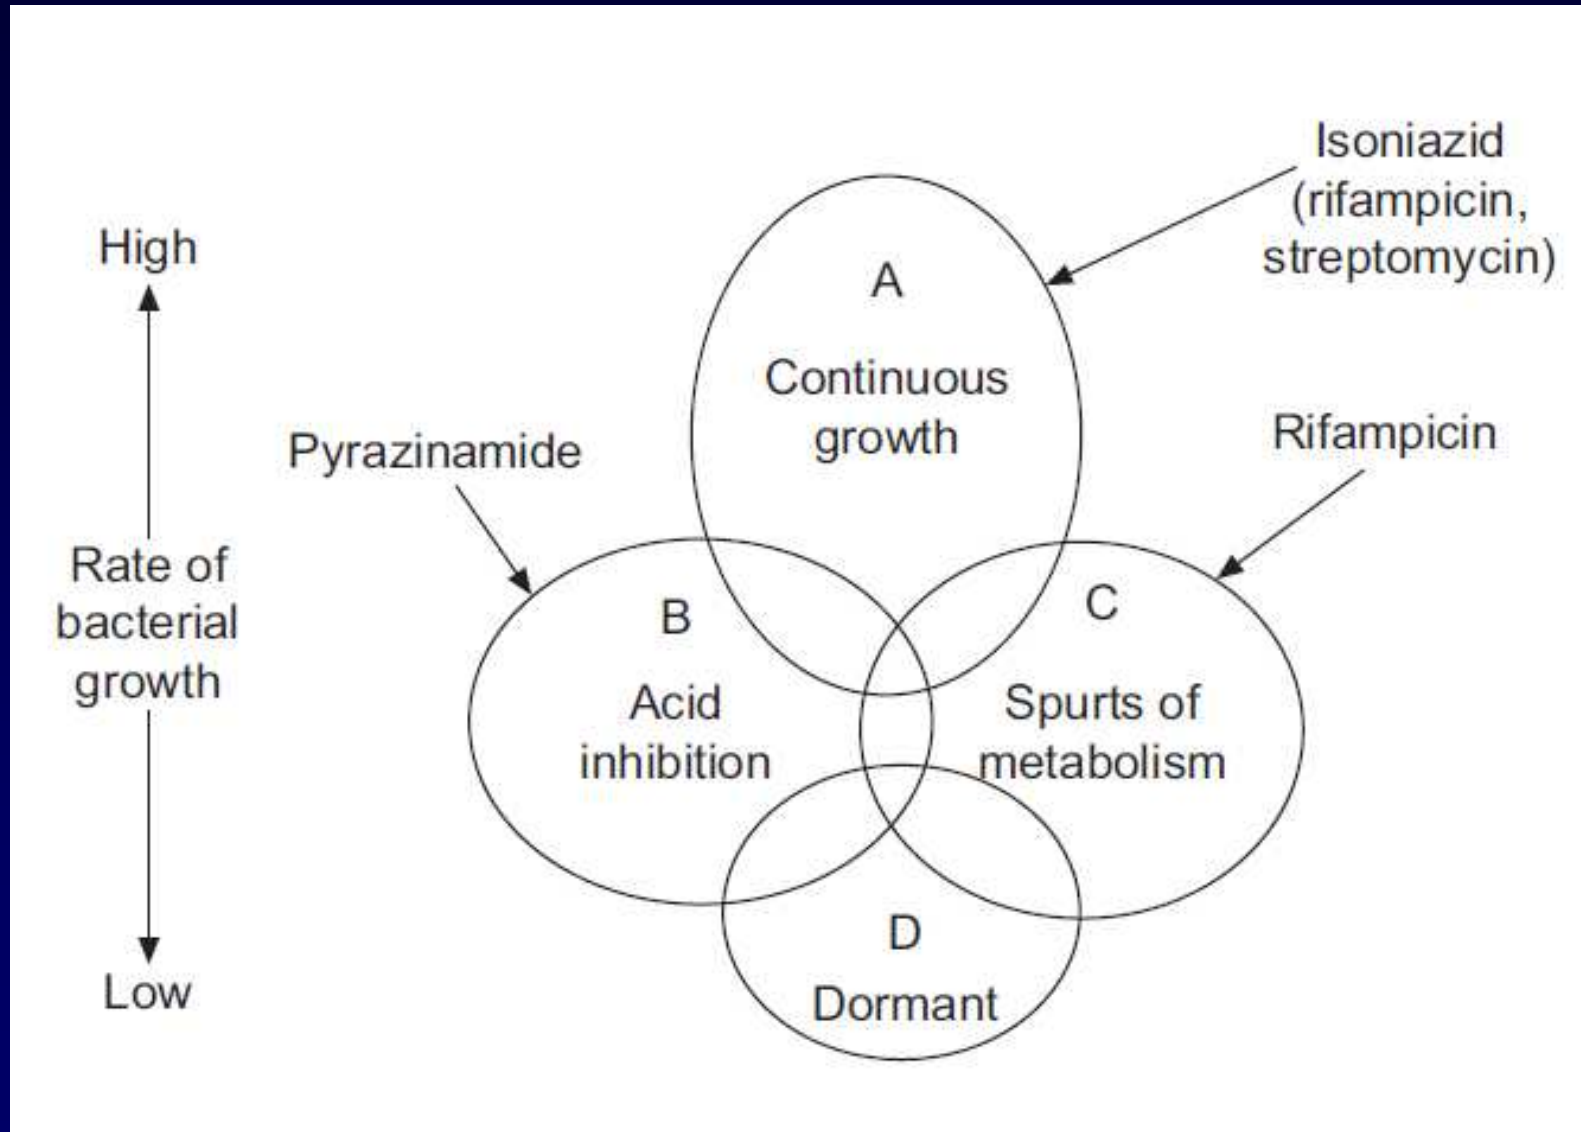 High
Rate of
bacterial
growth
Low
Pyrazinamide
Isoniazid
(rifampicin,
streptomycin)
Rifampicin
A
Continuous
growth
B
Acid
inhibition
C
Spurts of
metabolism
D
Dormant